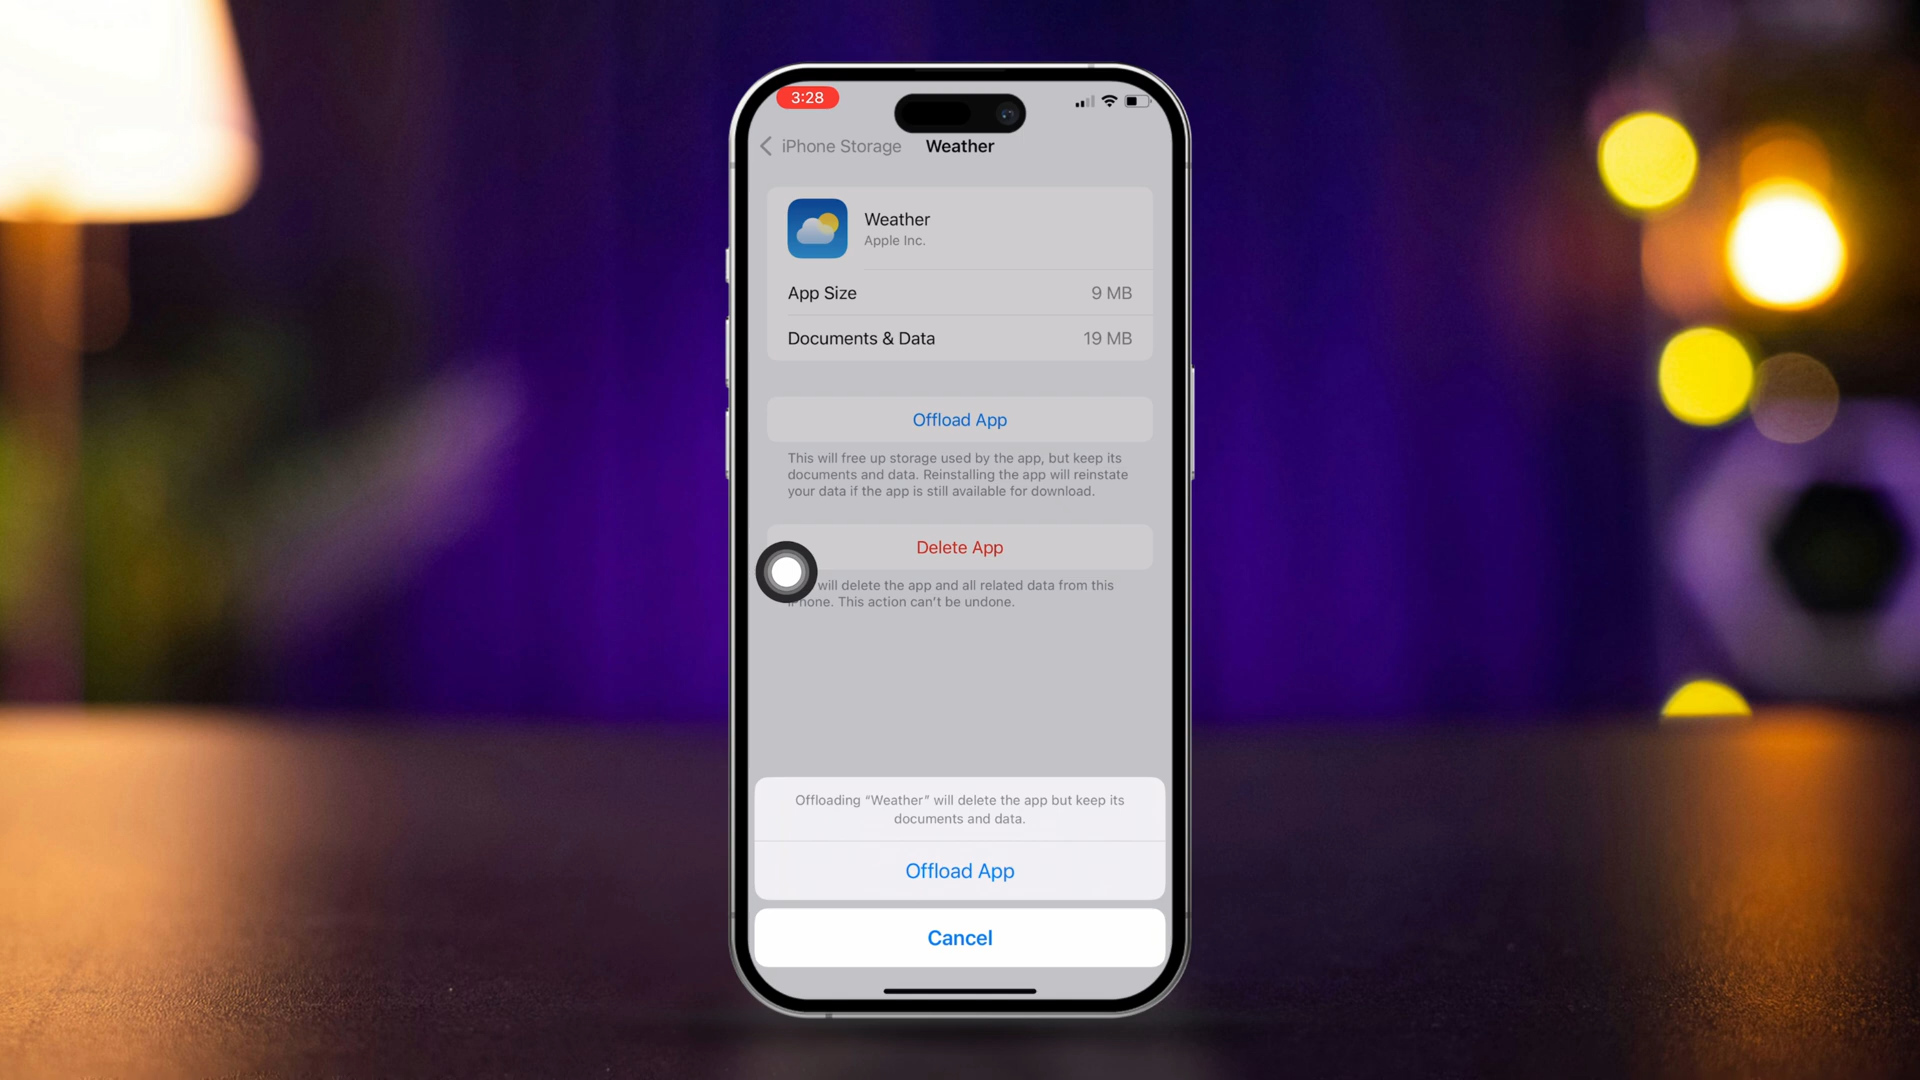 3:28
iPhone Storage
Weather
Weather
Apple Inc.
App Size
9 MB
Documents & Data
19 MB
Offload App
This will free up storage used by the app, but keep its
documents and data. Reinstalling the app will reinstate
your data if the app is still available for download.
Delete App
will delete the app and all related data from this
iPhone. This action can't be undone.
Offloading “Weather” will delete the app but keep its
documents and data.
Offload App
Cancel